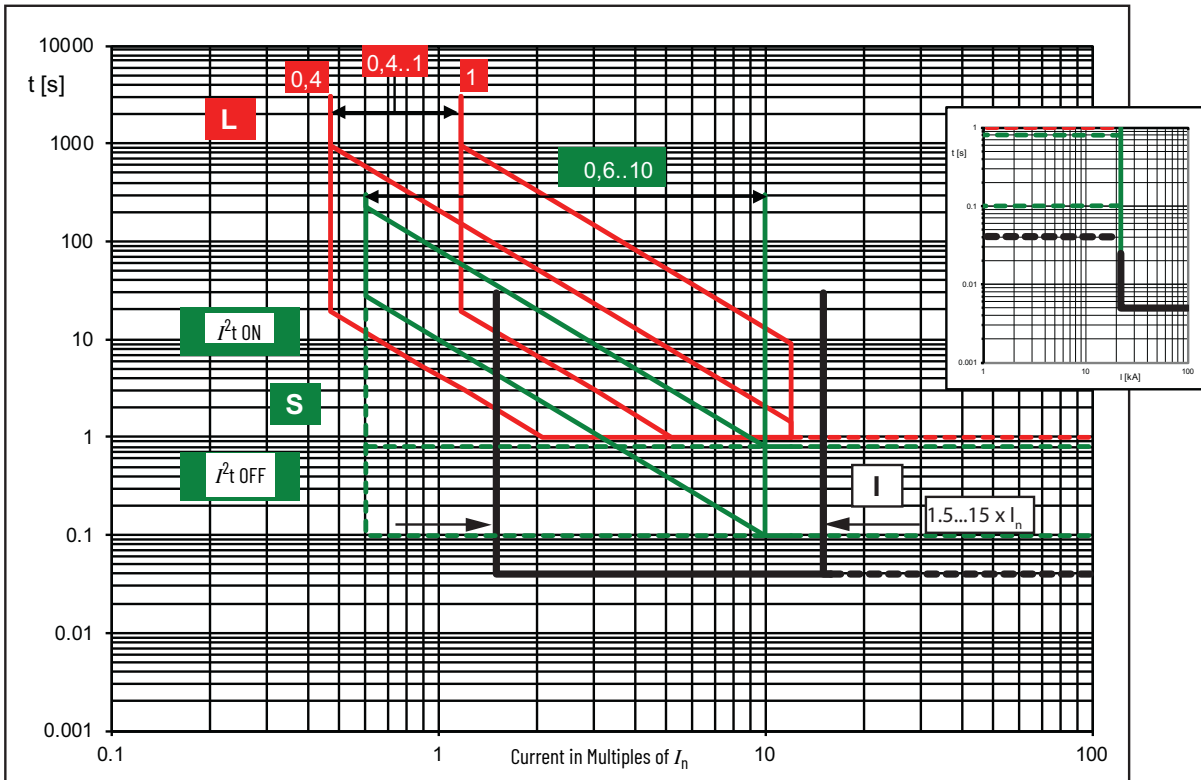 10000
t [s]
1000
100
10
1
0.1
0.01
0.001
0.1
1
10
100
Current in Multiples of Iₙ
0,4
0,4..1
1
L
0,6..10
I²t ON
S
I²t OFF
I
1.5...15 x Iₙ
1
t [s]
0.1
0.01
0.001
1
10
100
I [kA]